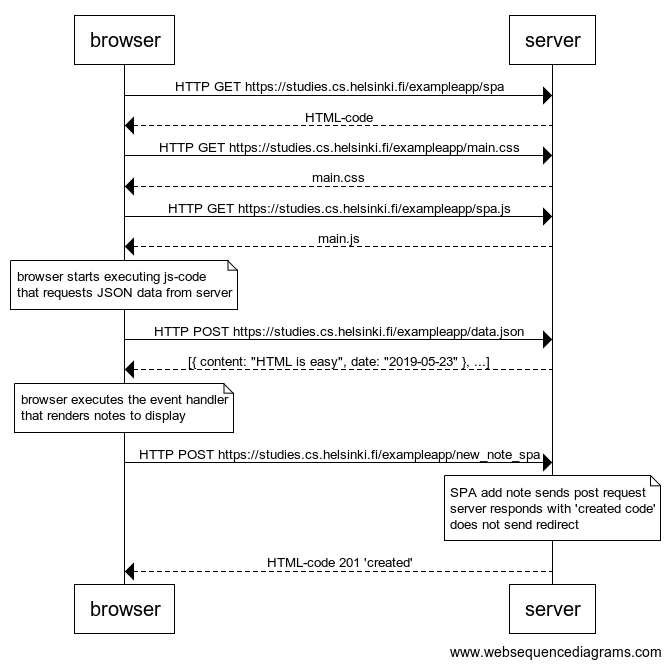 browser
server
HTTP GET https://studies.cs.helsinki.fi/exampleapp/spa
HTML-code
HTTP GET https://studies.cs.helsinki.fi/exampleapp/main.css
main.css
HTTP GET https://studies.cs.helsinki.fi/exampleapp/spa.js
main.js
browser starts executing js-code
that requests JSON data from server
HTTP POST https://studies.cs.helsinki.fi/exampleapp/data.json
[{ content: "HTML is easy", date: "2019-05-23" }, ...]
browser executes the event handler
that renders notes to display
HTTP POST https://studies.cs.helsinki.fi/exampleapp/new_note_spa
SPA add note sends post request
server responds with 'created code'
does not send redirect
HTML-code 201 'created'
browser
server
www.websequencediagrams.com